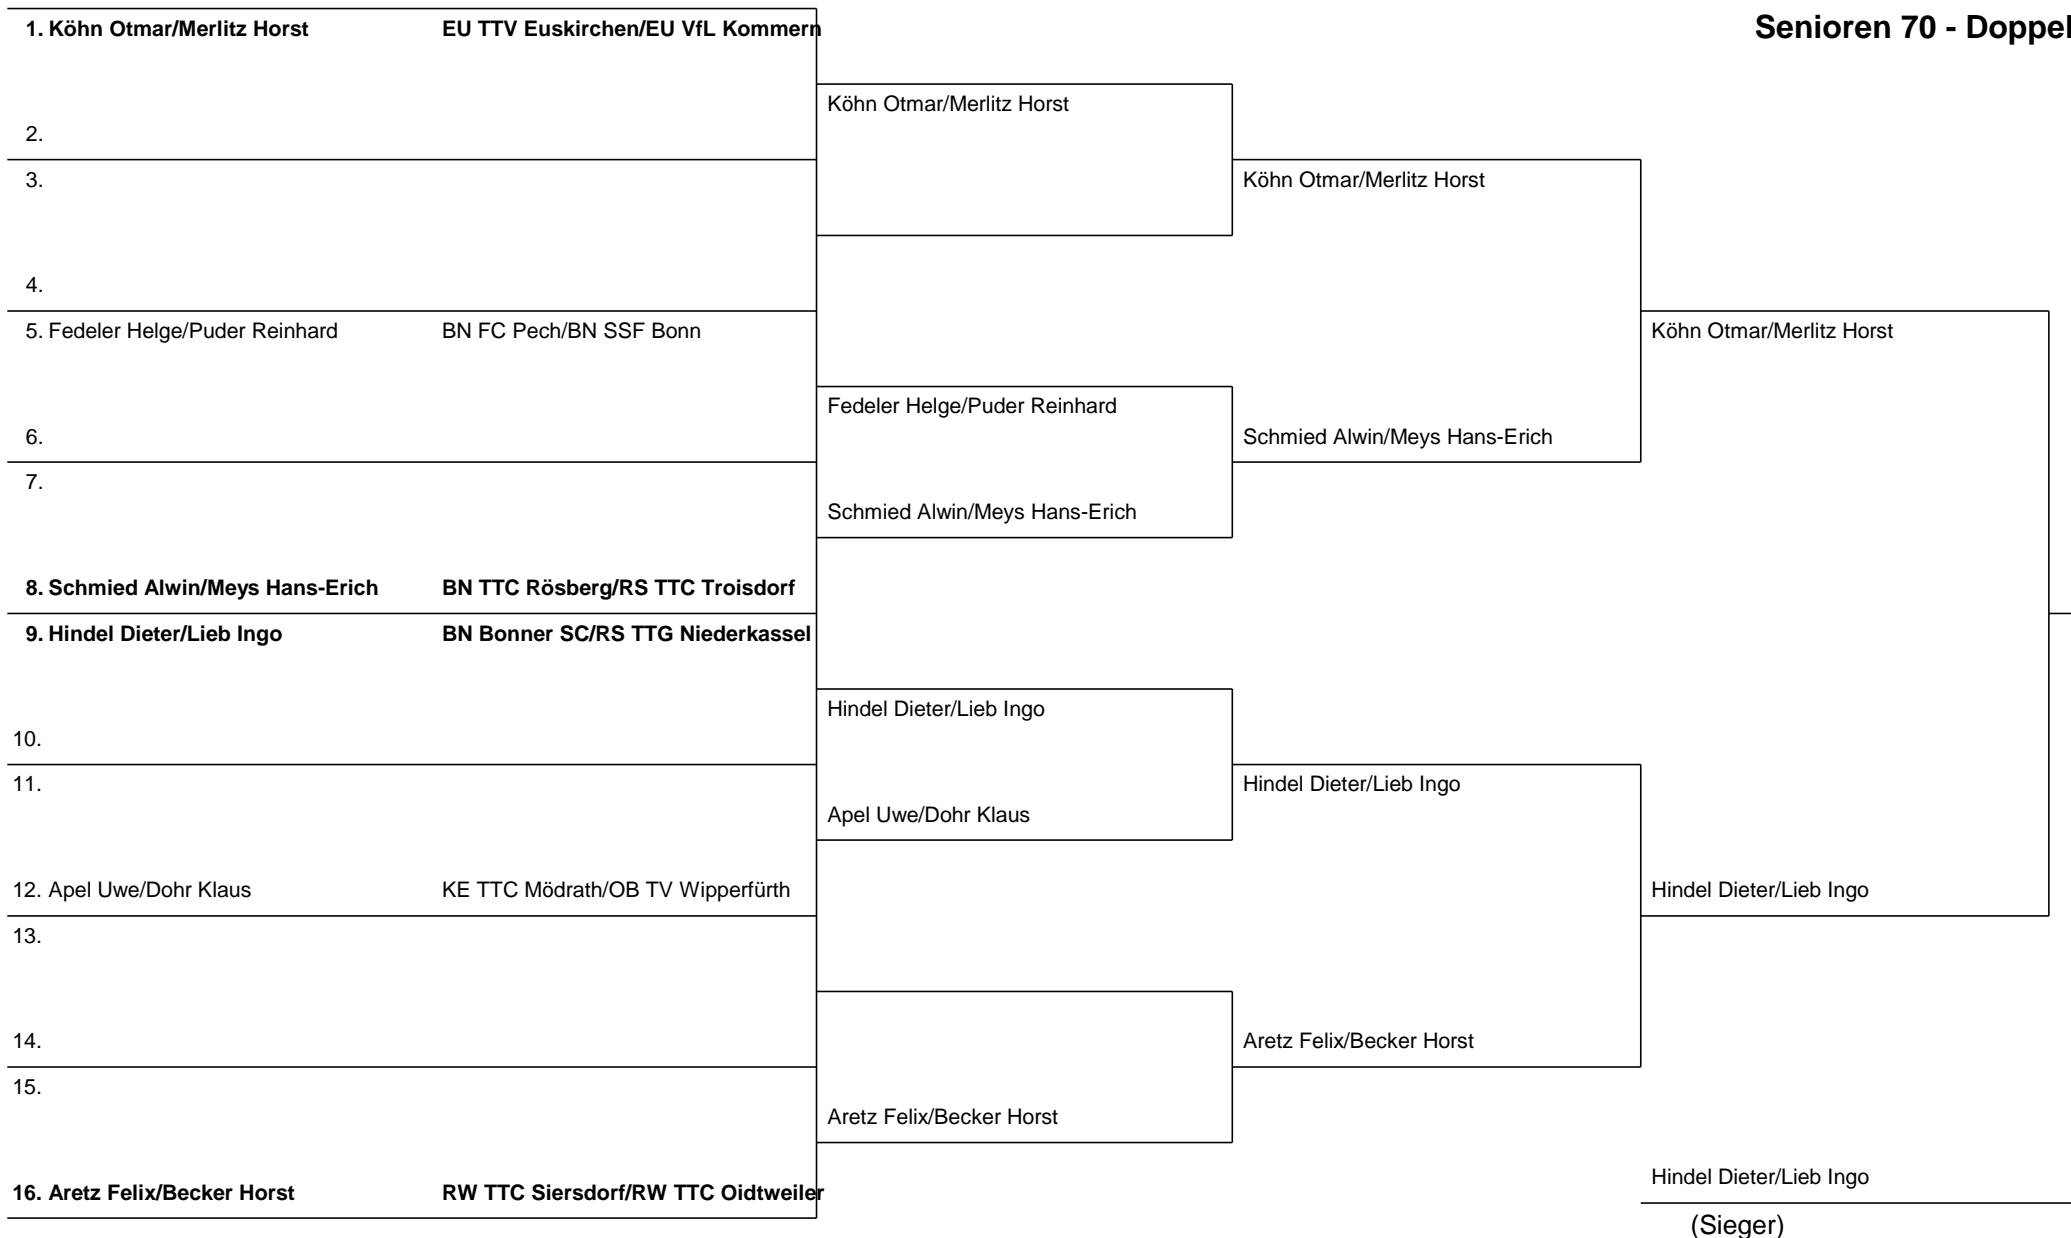 Senioren 70 - Doppel
1. Köhn Otmar/Merlitz Horst EU TTV Euskirchen/EU VfL Kommern
Köhn Otmar/Merlitz Horst
2.
3.
Köhn Otmar/Merlitz Horst
4.
5. Fedeler Helge/Puder Reinhard BN FC Pech/BN SSF Bonn
Köhn Otmar/Merlitz Horst
Fedeler Helge/Puder Reinhard
6.
Schmied Alwin/Meys Hans-Erich
7.
Schmied Alwin/Meys Hans-Erich
8. Schmied Alwin/Meys Hans-Erich BN TTC Rösberg/RS TTC Troisdorf
9. Hindel Dieter/Lieb Ingo BN Bonner SC/RS TTG Niederkassel
Hindel Dieter/Lieb Ingo
10.
11.
Hindel Dieter/Lieb Ingo
Apel Uwe/Dohr Klaus
12. Apel Uwe/Dohr Klaus KE TTC Mödrath/OB TV Wipperfürth
Hindel Dieter/Lieb Ingo
13.
14.
Aretz Felix/Becker Horst
15.
Aretz Felix/Becker Horst
16. Aretz Felix/Becker Horst RW TTC Siersdorf/RW TTC Oidtweiler
Hindel Dieter/Lieb Ingo
(Sieger)